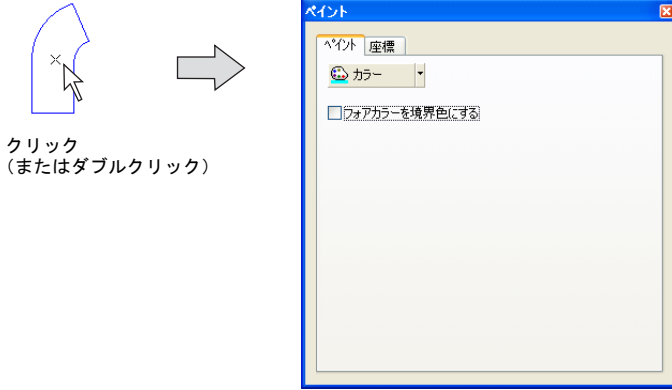 ペイント
ペイント
座標
カラー
フォアカラーを境界色にする
クリック
(またはダブルクリック)